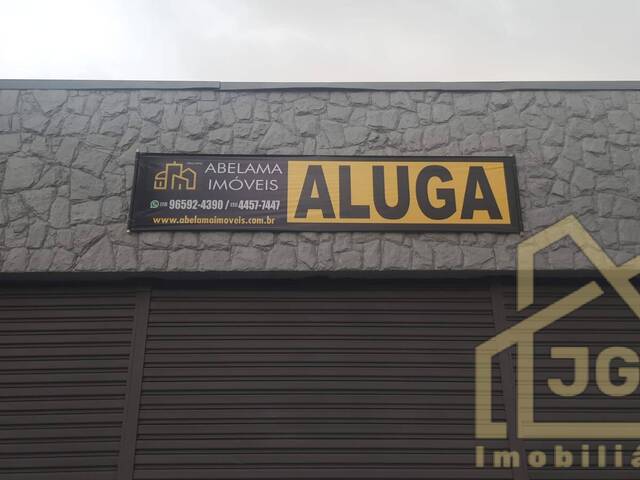 ABELAMA
IMÓVEIS
96592-4390 / 4457-7447
www.abelamaimoveis.com.br
ALUGA
JG
Imobiliá